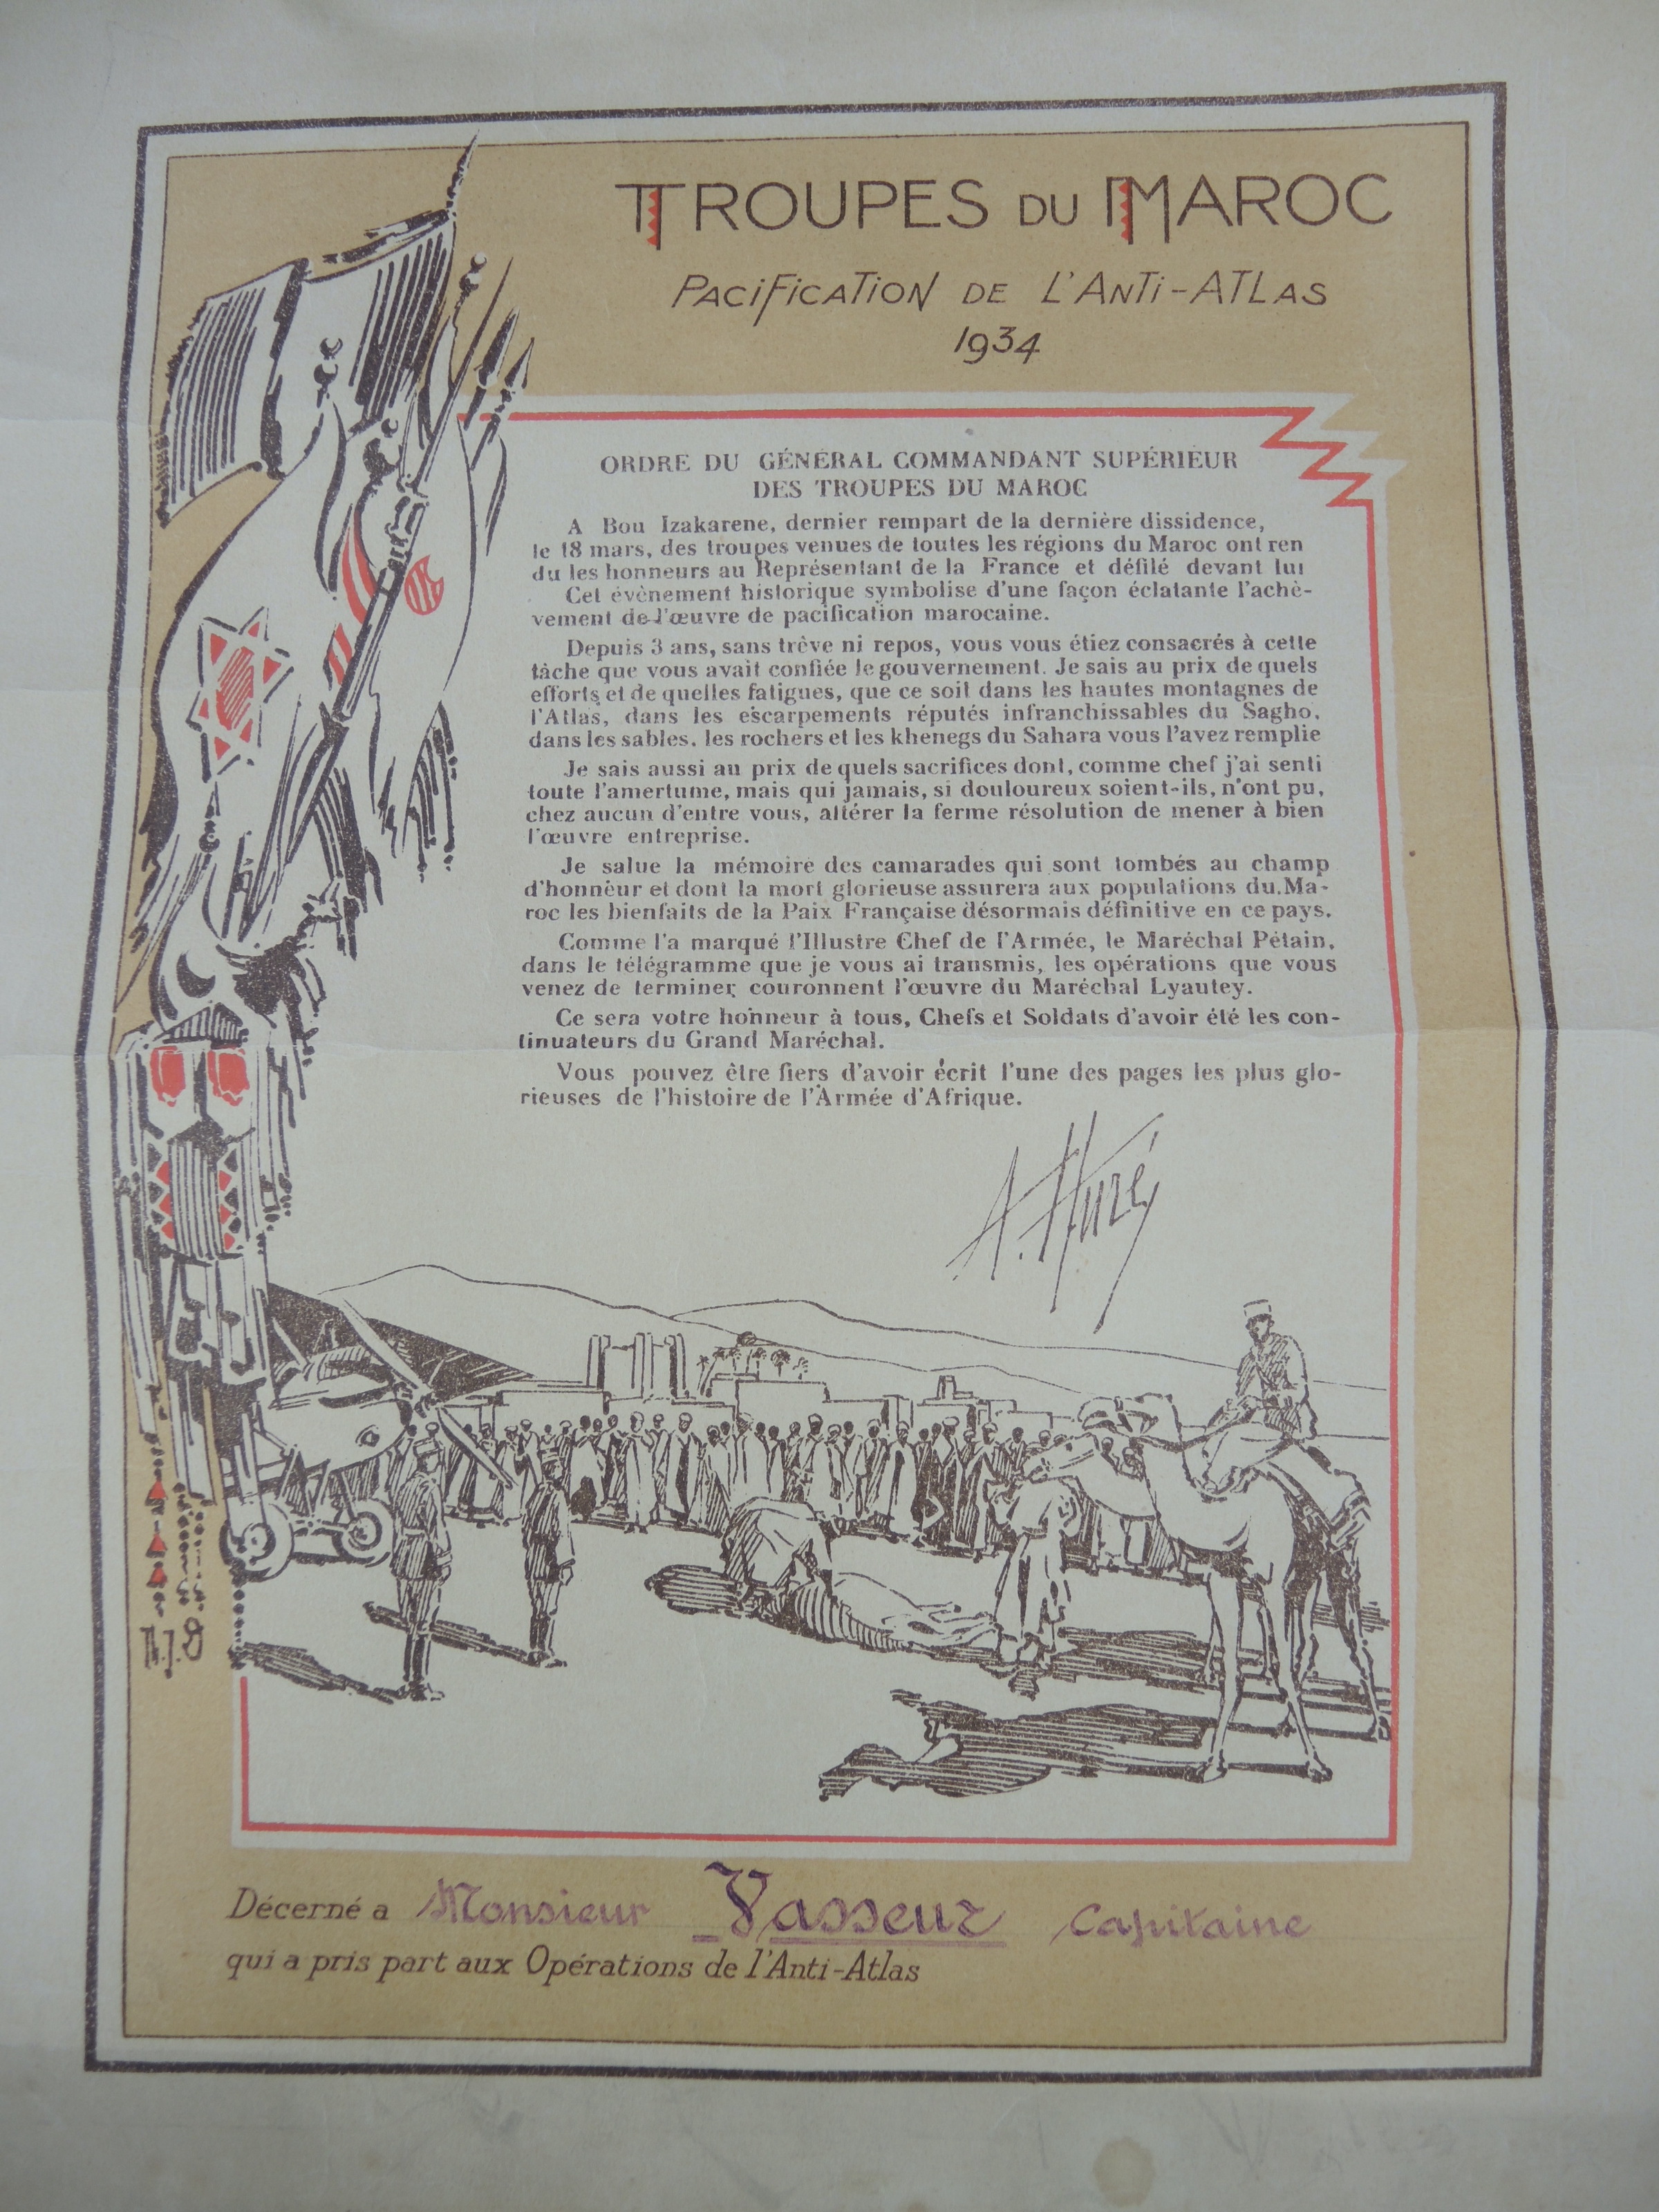 TROUPES DU MAROC
PACIFICATION DE L'ANTI-ATLAS
1934
ORDRE DU GÉNÉRAL COMMANDANT SUPÉRIEUR
DES TROUPES DU MAROC
A Bou Izakarene, dernier rempart de la dernière dissidence,
le 18 mars, des troupes venues de toutes les régions du Maroc ont ren
du les honneurs au Représentant de la France et défilé devant lui
Cet évènement historique symbolise d'une façon éclatante l'achè-
vement de l'œuvre de pacification marocaine.
Depuis 3 ans, sans trêve ni repos, vous vous étiez consacrés à cette
tâche que vous avait confiée le gouvernement. Je sais au prix de quels
efforts et de quelles fatigues, que ce soit dans les hautes montagnes de
l'Atlas, dans les escarpements réputés infranchissables du Sagho,
dans les sables, les rochers et les khenegs du Sahara vous l'avez remplie
Je sais aussi au prix de quels sacrifices dont, comme chef j'ai senti
toute l'amertume, mais qui jamais, si douloureux soient-ils, n'ont pu,
chez aucun d'entre vous, altérer la ferme résolution de mener à bien
l'œuvre entreprise.
Je salue la mémoire des camarades qui sont tombés au champ
d'honneur et dont la mort glorieuse assurera aux populations du Ma-
roc les bienfaits de la Paix Française désormais définitive en ce pays.
Comme l'a marqué l'Illustre Chef de l'Armée, le Maréchal Pétain,
dans le télégramme que je vous ai transmis, les opérations que vous
venez de terminer, couronnent l'œuvre du Maréchal Lyautey.
Ce sera votre honneur à tous, Chefs et Soldats d'avoir été les con-
tinuateurs du Grand Maréchal.
Vous pouvez être fiers d'avoir écrit l'une des pages les plus glo-
rieuses de l'histoire de l'Armée d'Afrique.
A. Huré
Décerné a Monsieur Vasseur Capitaine
qui a pris part aux Opérations de l'Anti-Atlas